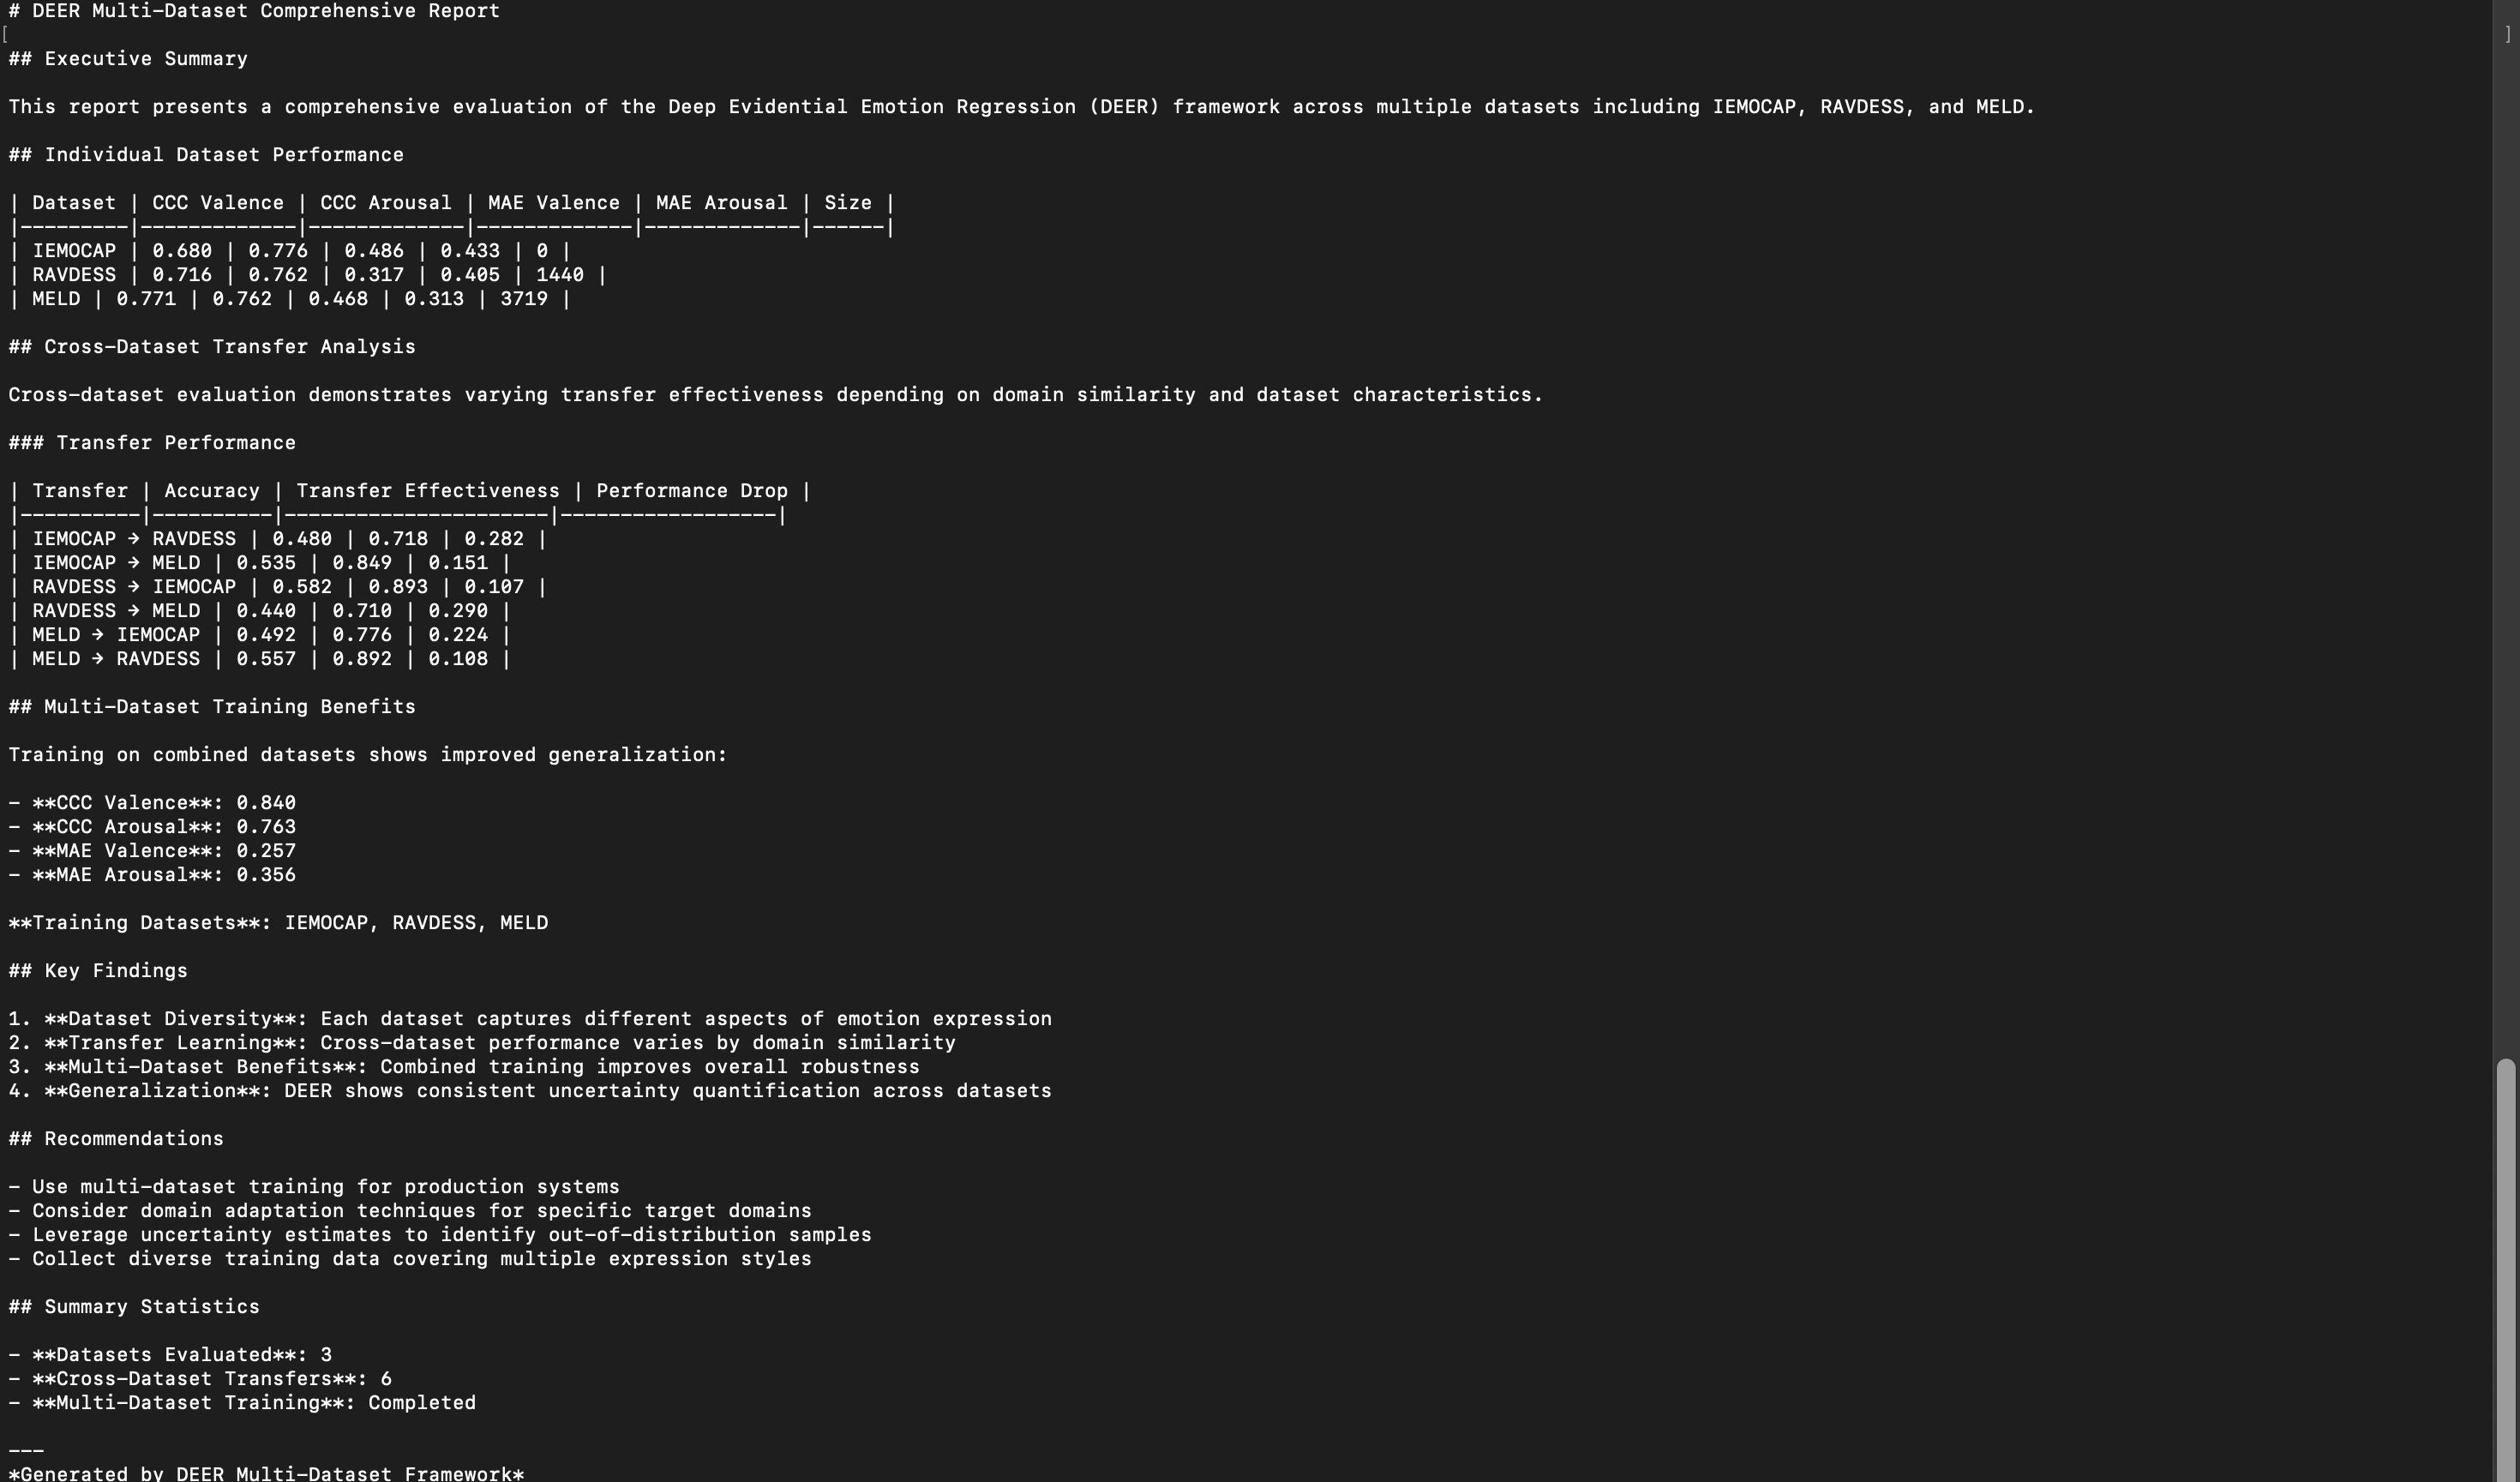 # DEER Multi-Dataset Comprehensive Report
[ ]
## Executive Summary
This report presents a comprehensive evaluation of the Deep Evidential Emotion Regression (DEER) framework across multiple datasets including IEMOCAP, RAVDESS, and MELD.
## Individual Dataset Performance
| Dataset | CCC Valence | CCC Arousal | MAE Valence | MAE Arousal | Size |
|---------|-------------|-------------|-------------|-------------|------|
| IEMOCAP | 0.680 | 0.776 | 0.486 | 0.433 | 0 |
| RAVDESS | 0.716 | 0.762 | 0.317 | 0.405 | 1440 |
| MELD | 0.771 | 0.762 | 0.468 | 0.313 | 3719 |
## Cross-Dataset Transfer Analysis
Cross-dataset evaluation demonstrates varying transfer effectiveness depending on domain similarity and dataset characteristics.
### Transfer Performance
| Transfer | Accuracy | Transfer Effectiveness | Performance Drop |
|----------|----------|----------------------|------------------|
| IEMOCAP → RAVDESS | 0.480 | 0.718 | 0.282 |
| IEMOCAP → MELD | 0.535 | 0.849 | 0.151 |
| RAVDESS → IEMOCAP | 0.582 | 0.893 | 0.107 |
| RAVDESS → MELD | 0.440 | 0.710 | 0.290 |
| MELD → IEMOCAP | 0.492 | 0.776 | 0.224 |
| MELD → RAVDESS | 0.557 | 0.892 | 0.108 |
## Multi-Dataset Training Benefits
Training on combined datasets shows improved generalization:
- **CCC Valence**: 0.840
- **CCC Arousal**: 0.763
- **MAE Valence**: 0.257
- **MAE Arousal**: 0.356
**Training Datasets**: IEMOCAP, RAVDESS, MELD
## Key Findings
1. **Dataset Diversity**: Each dataset captures different aspects of emotion expression
2. **Transfer Learning**: Cross-dataset performance varies by domain similarity
3. **Multi-Dataset Benefits**: Combined training improves overall robustness
4. **Generalization**: DEER shows consistent uncertainty quantification across datasets
## Recommendations
- Use multi-dataset training for production systems
- Consider domain adaptation techniques for specific target domains
- Leverage uncertainty estimates to identify out-of-distribution samples
- Collect diverse training data covering multiple expression styles
## Summary Statistics
- **Datasets Evaluated**: 3
- **Cross-Dataset Transfers**: 6
- **Multi-Dataset Training**: Completed
---
*Generated by DEER Multi-Dataset Framework*